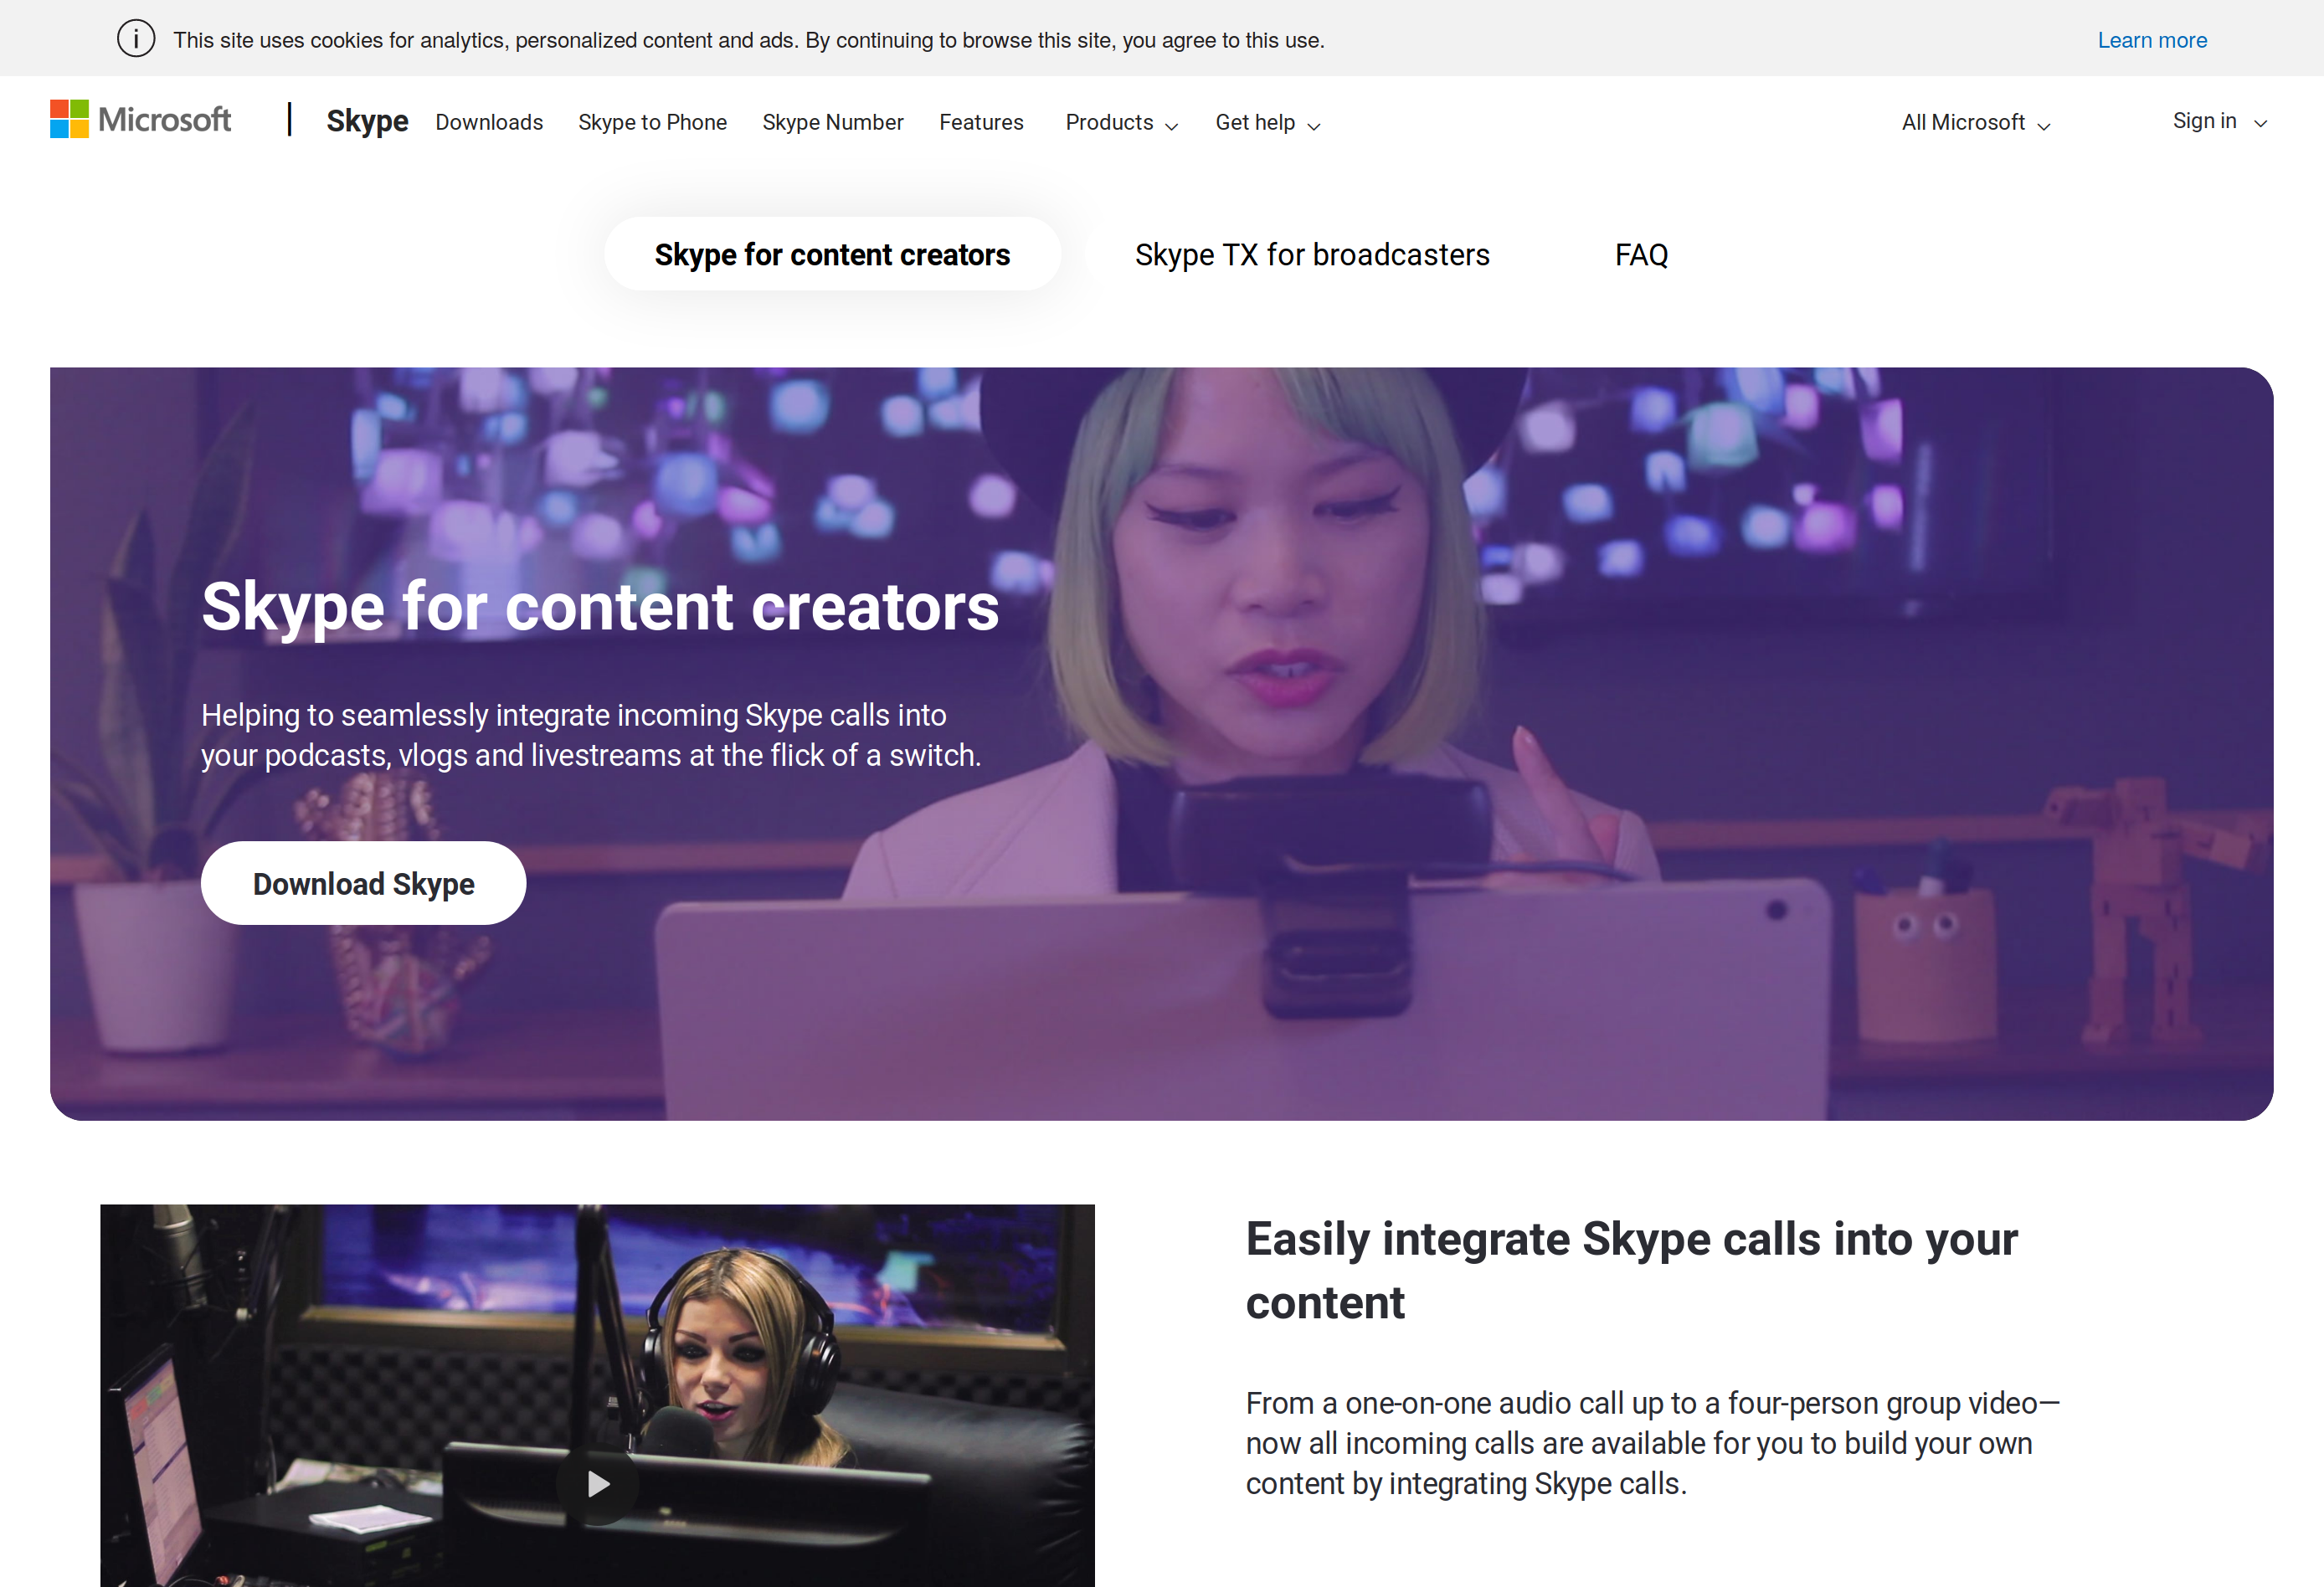 This site uses cookies for analytics, personalized content and ads. By continuing to browse this site, you agree to this use.
Learn more
Microsoft
Skype
Downloads
Skype to Phone
Skype Number
Features
Products
Get help
All Microsoft
Sign in
Skype for content creators
Skype TX for broadcasters
FAQ
Skype for content creators
Helping to seamlessly integrate incoming Skype calls into
your podcasts, vlogs and livestreams at the flick of a switch.
Download Skype
Easily integrate Skype calls into your
content
From a one-on-one audio call up to a four-person group video—
now all incoming calls are available for you to build your own
content by integrating Skype calls.